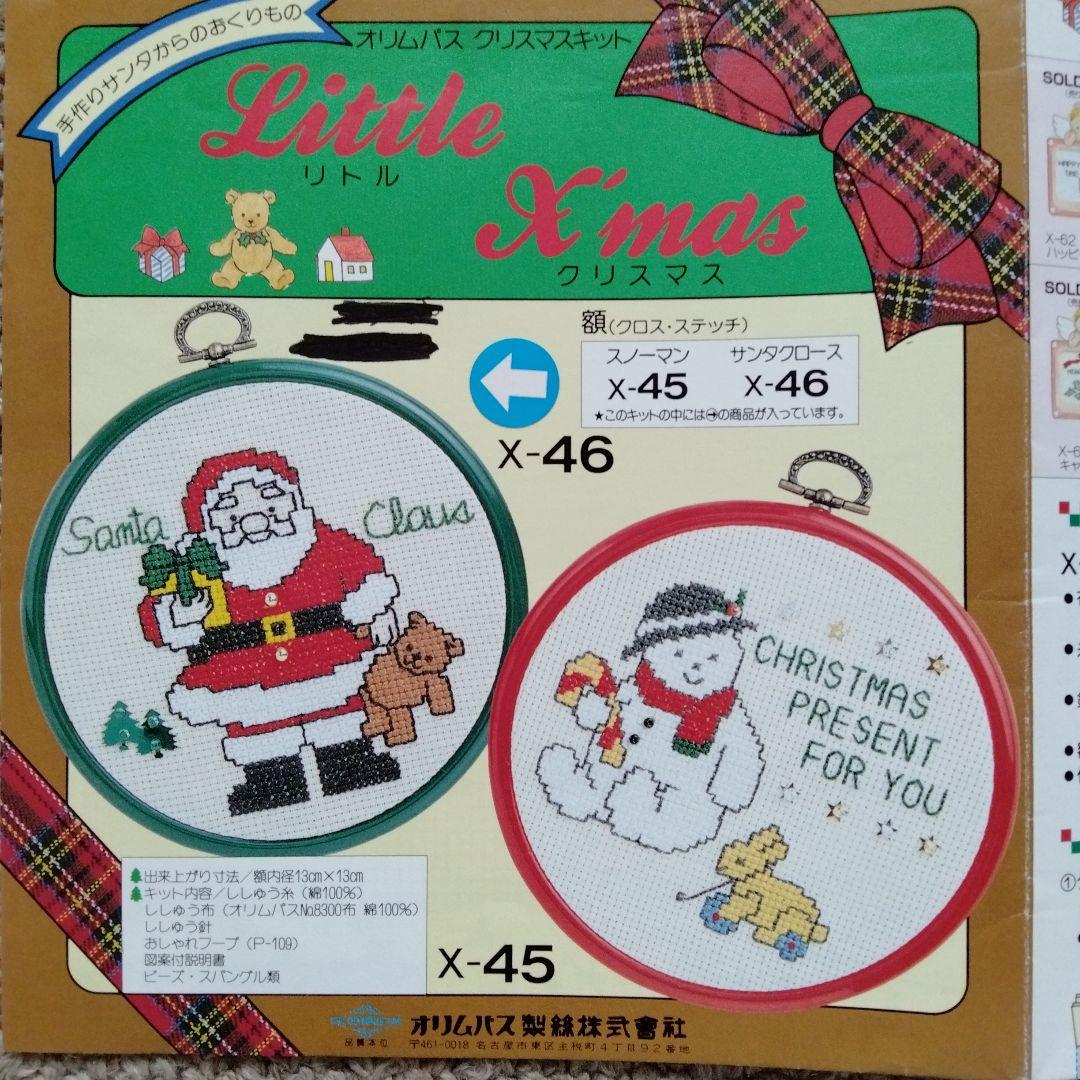 手作りサンタからのおくりもの
オリムパス クリスマスキット
Little
リトル
X'mas
クリスマス
額(クロス・ステッチ)
スノーマン サンタクロース
X-45 X-46
★このキットの中には➔の商品が入っています。
X-46
Santa Claus
CHRISTMAS
PRESENT
FOR YOU
出来上がり寸法/額内径13cm×13cm
キット内容/ししゅう糸(綿100%)
ししゅう布(オリムパスNo.8300布 綿100%)
ししゅう針
おしゃれフープ(P-109)
図案付説明書
ビーズ・スパングル類
X-45
品質本位
オリムパス製絲株式會社
〒461-0018 名古屋市東区主税町4丁目92番地
SOLD
X-62
ハッピ
SOLD
X-6
キャ
X-